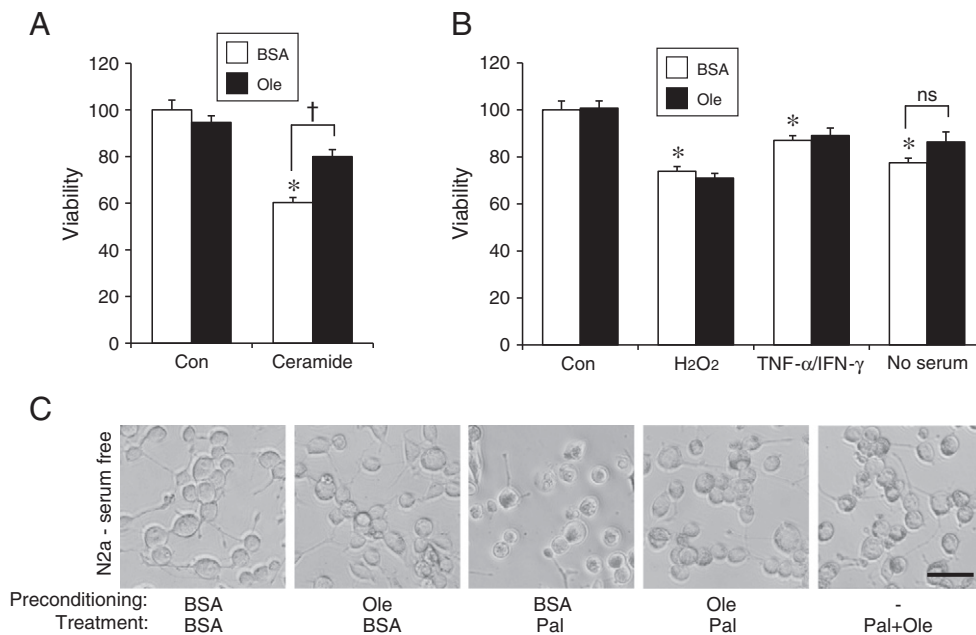 A
BSA
Ole
120
100
80
60
40
20
0
Viability
†
*
Con
Ceramide
B
BSA
Ole
120
100
80
60
40
20
0
Viability
*
*
*
ns
Con
H2O2
TNF-α/IFN-γ
No serum
C
N2a - serum free
Preconditioning: BSA Ole BSA Ole -
Treatment: BSA BSA Pal Pal Pal+Ole